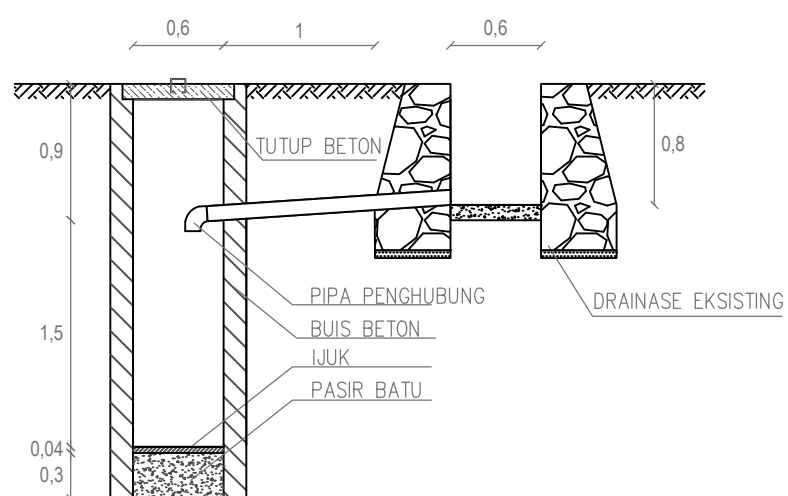 0,6
1
0,6
0,9
TUTUP BETON
0,8
PIPA PENGHUBUNG
DRAINASE EKSISTING
BUIS BETON
1,5
IJUK
PASIR BATU
0,04
0,3